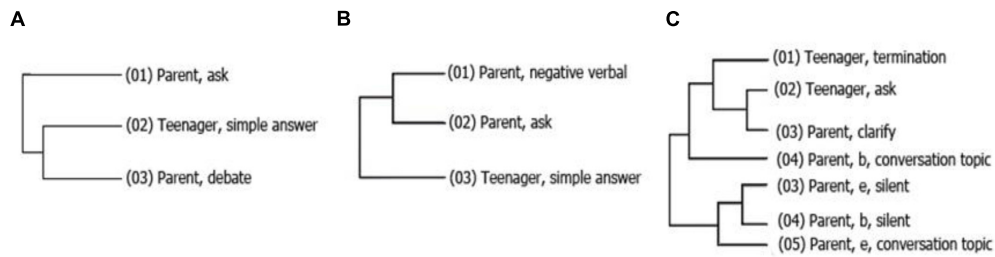 A
(01) Parent, ask
(02) Teenager, simple answer
(03) Parent, debate
B
(01) Parent, negative verbal
(02) Parent, ask
(03) Teenager, simple answer
C
(01) Teenager, termination
(02) Teenager, ask
(03) Parent, clarify
(04) Parent, b, conversation topic
(03) Parent, e, silent
(04) Parent, b, silent
(05) Parent, e, conversation topic